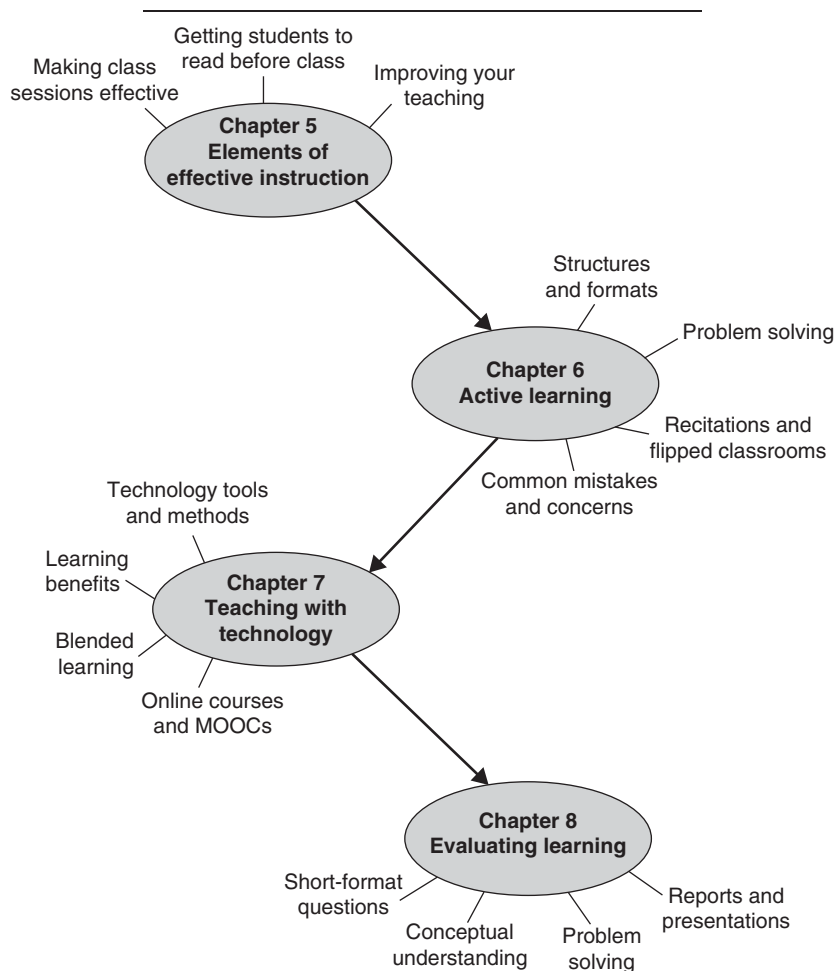 Getting students to
read before class
Making class
sessions effective
Improving your
teaching
Chapter 5
Elements of
effective instruction
Structures
and formats
Problem solving
Chapter 6
Active learning
Recitations and
flipped classrooms
Common mistakes
and concerns
Technology tools
and methods
Learning
benefits
Chapter 7
Teaching with
technology
Blended
learning
Online courses
and MOOCs
Chapter 8
Evaluating learning
Short-format
questions
Conceptual
understanding
Problem
solving
Reports and
presentations